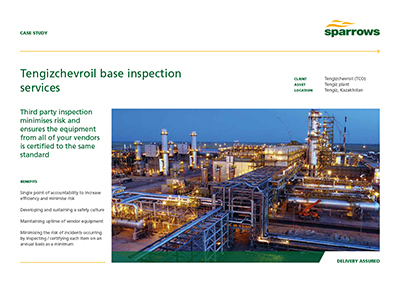 CASE STUDY
sparrows
Tengizchevroil base inspection
services
CLIENT Tengizchevroil (TCO)
ASSET Tengiz plant
LOCATION Tengiz, Kazakhstan
Third party inspection
minimises risk and
ensures the equipment
from all of your vendors
is certified to the same
standard
BENEFITS
Single point of accountability to increase
efficiency and minimise risk
Developing and sustaining a safety culture
Maintaining uptime of vendor equipment
Minimising the risk of incidents occurring
by inspecting / certifying each item on an
annual basis as a minimum
DELIVERY ASSURED